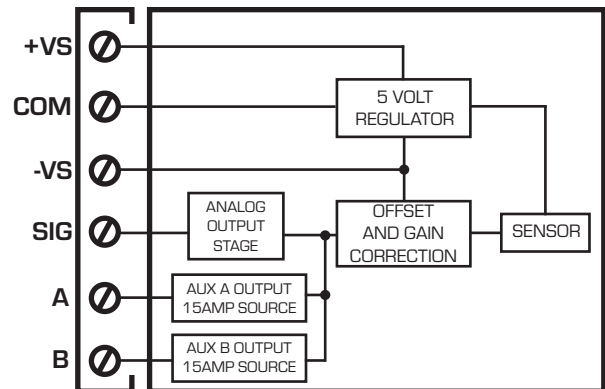 +VS
COM
-VS
SIG
A
B
5 VOLT
REGULATOR
ANALOG
OUTPUT
STAGE
OFFSET
AND GAIN
CORRECTION
SENSOR
AUX A OUTPUT
15AMP SOURCE
AUX B OUTPUT
15AMP SOURCE